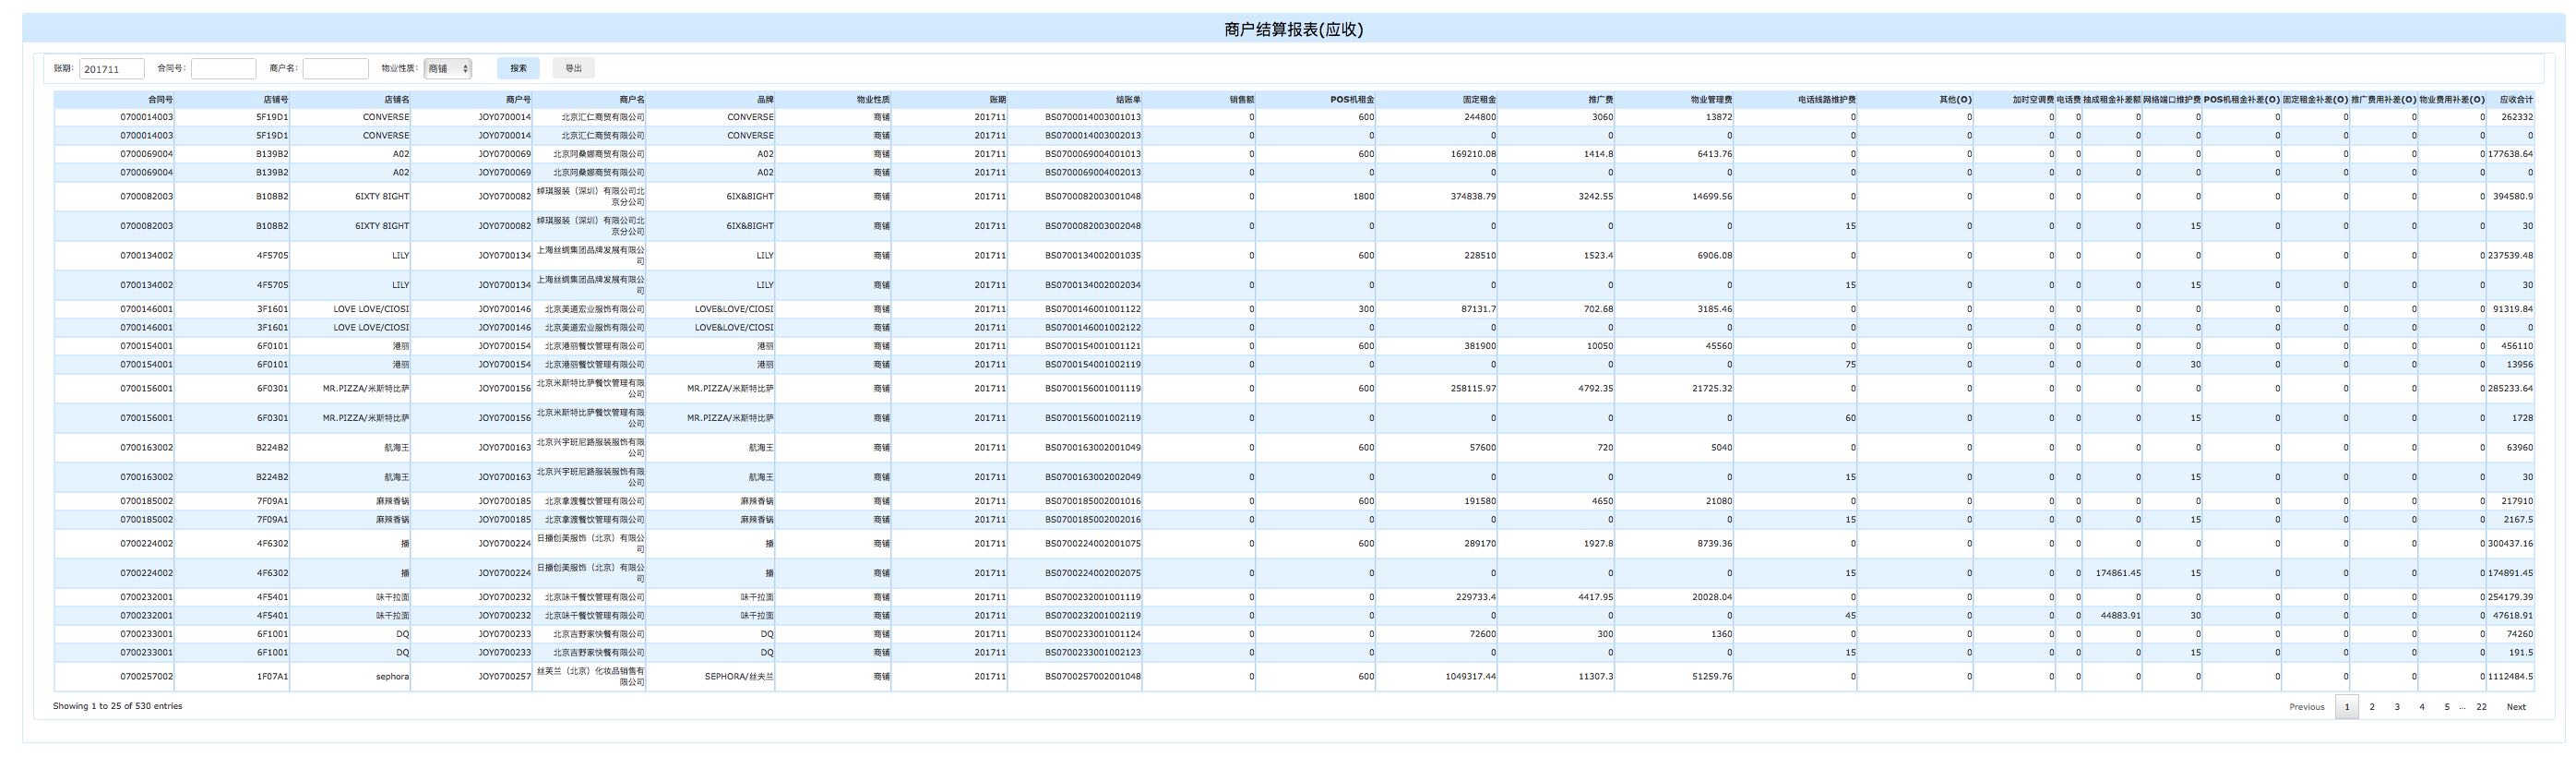 商户结算报表(应收)
账期: 201711 合同号: 商户名: 物业性质: 商铺 搜索 导出
合同号 店铺号 店铺名 商户号 商户名 品牌 物业性质 账期 结账单 销售额 POS机租金 固定租金 推广费 物业管理费 电话线路维护费 其他(O) 加时空调费 电话费 抽成租金补差额 网络端口维护费 POS机租金补差(O) 固定租金补差(O) 推广费用补差(O) 物业费用补差(O) 应收合计
0700014003 5F19D1 CONVERSE JOY0700014 北京汇仁商贸有限公司 CONVERSE 商铺 201711 BS0700014003001013 0 600 244800 3060 13872 0 0 0 0 0 0 0 0 0 0 262332
0700014003 5F19D1 CONVERSE JOY0700014 北京汇仁商贸有限公司 CONVERSE 商铺 201711 BS0700014003002013 0 0 0 0 0 0 0 0 0 0 0 0 0 0 0 0
0700069004 B139B2 A02 JOY0700069 北京阿桑娜商贸有限公司 A02 商铺 201711 BS0700069004001013 0 600 169210.08 1414.8 6413.76 0 0 0 0 0 0 0 0 0 0 177638.64
0700069004 B139B2 A02 JOY0700069 北京阿桑娜商贸有限公司 A02 商铺 201711 BS0700069004002013 0 0 0 0 0 0 0 0 0 0 0 0 0 0 0 0
0700082003 B108B2 6IXTY 8IGHT JOY0700082 绰琪服装（深圳）有限公司北京分公司 6IX&8IGHT 商铺 201711 BS0700082003001048 0 1800 374838.79 3242.55 14699.56 0 0 0 0 0 0 0 0 0 0 394580.9
0700082003 B108B2 6IXTY 8IGHT JOY0700082 绰琪服装（深圳）有限公司北京分公司 6IX&8IGHT 商铺 201711 BS0700082003002048 0 0 0 0 0 15 0 0 0 0 15 0 0 0 0 30
0700134002 4F5705 LILY JOY0700134 上海丝绸集团品牌发展有限公司 LILY 商铺 201711 BS0700134002001035 0 600 228510 1523.4 6906.08 0 0 0 0 0 0 0 0 0 0 237539.48
0700134002 4F5705 LILY JOY0700134 上海丝绸集团品牌发展有限公司 LILY 商铺 201711 BS0700134002002034 0 0 0 0 0 15 0 0 0 0 15 0 0 0 0 30
0700146001 3F1601 LOVE LOVE/CIOSI JOY0700146 北京美道宏业服饰有限公司 LOVE&LOVE/CIOSI 商铺 201711 BS0700146001001122 0 300 87131.7 702.68 3185.46 0 0 0 0 0 0 0 0 0 0 91319.84
0700146001 3F1601 LOVE LOVE/CIOSI JOY0700146 北京美道宏业服饰有限公司 LOVE&LOVE/CIOSI 商铺 201711 BS0700146001002122 0 0 0 0 0 0 0 0 0 0 0 0 0 0 0 0
0700154001 6F0101 港丽 JOY0700154 北京港丽餐饮管理有限公司 港丽 商铺 201711 BS0700154001001121 0 600 381900 10050 45560 0 0 0 0 0 0 0 0 0 0 456110
0700154001 6F0101 港丽 JOY0700154 北京港丽餐饮管理有限公司 港丽 商铺 201711 BS0700154001002119 0 0 0 0 0 75 0 0 0 0 30 0 0 0 0 13956
0700156001 6F0301 MR.PIZZA/米斯特比萨 JOY0700156 北京米斯特比萨餐饮管理有限公司 MR.PIZZA/米斯特比萨 商铺 201711 BS0700156001001119 0 600 258115.97 4792.35 21725.32 0 0 0 0 0 0 0 0 0 0 285233.64
0700156001 6F0301 MR.PIZZA/米斯特比萨 JOY0700156 北京米斯特比萨餐饮管理有限公司 MR.PIZZA/米斯特比萨 商铺 201711 BS0700156001002119 0 0 0 0 0 60 0 0 0 0 15 0 0 0 0 1728
0700163002 B224B2 航海王 JOY0700163 北京兴宇班尼路服装服饰有限公司 航海王 商铺 201711 BS0700163002001049 0 600 57600 720 5040 0 0 0 0 0 0 0 0 0 0 63960
0700163002 B224B2 航海王 JOY0700163 北京兴宇班尼路服装服饰有限公司 航海王 商铺 201711 BS0700163002002049 0 0 0 0 0 15 0 0 0 0 15 0 0 0 0 30
0700185002 7F09A1 麻辣香锅 JOY0700185 北京拿渡餐饮管理有限公司 麻辣香锅 商铺 201711 BS0700185002001016 0 600 191580 4650 21080 0 0 0 0 0 0 0 0 0 0 217910
0700185002 7F09A1 麻辣香锅 JOY0700185 北京拿渡餐饮管理有限公司 麻辣香锅 商铺 201711 BS0700185002002016 0 0 0 0 0 15 0 0 0 0 15 0 0 0 0 2167.5
0700224002 4F6302 播 JOY0700224 日播创美服饰（北京）有限公司 播 商铺 201711 BS0700224002001075 0 600 289170 1927.8 8739.36 0 0 0 0 0 0 0 0 0 0 300437.16
0700224002 4F6302 播 JOY0700224 日播创美服饰（北京）有限公司 播 商铺 201711 BS0700224002002075 0 0 0 0 0 15 0 0 0 174861.45 15 0 0 0 0 174891.45
0700232001 4F5401 味千拉面 JOY0700232 北京味千餐饮管理有限公司 味千拉面 商铺 201711 BS0700232001001119 0 0 229733.4 4417.95 20028.04 0 0 0 0 0 0 0 0 0 0 254179.39
0700232001 4F5401 味千拉面 JOY0700232 北京味千餐饮管理有限公司 味千拉面 商铺 201711 BS0700232001002119 0 0 0 0 0 45 0 0 0 44883.91 30 0 0 0 0 47618.91
0700233001 6F1001 DQ JOY0700233 北京吉野家快餐有限公司 DQ 商铺 201711 BS0700233001001124 0 0 72600 300 1360 0 0 0 0 0 0 0 0 0 0 74260
0700233001 6F1001 DQ JOY0700233 北京吉野家快餐有限公司 DQ 商铺 201711 BS0700233001002123 0 0 0 0 0 15 0 0 0 0 15 0 0 0 0 191.5
0700257002 1F07A1 sephora JOY0700257 丝芙兰（北京）化妆品销售有限公司 SEPHORA/丝夫兰 商铺 201711 BS0700257002001048 0 600 1049317.44 11307.3 51259.76 0 0 0 0 0 0 0 0 0 0 1112484.5
Showing 1 to 25 of 530 entries Previous 1 2 3 4 5 … 22 Next